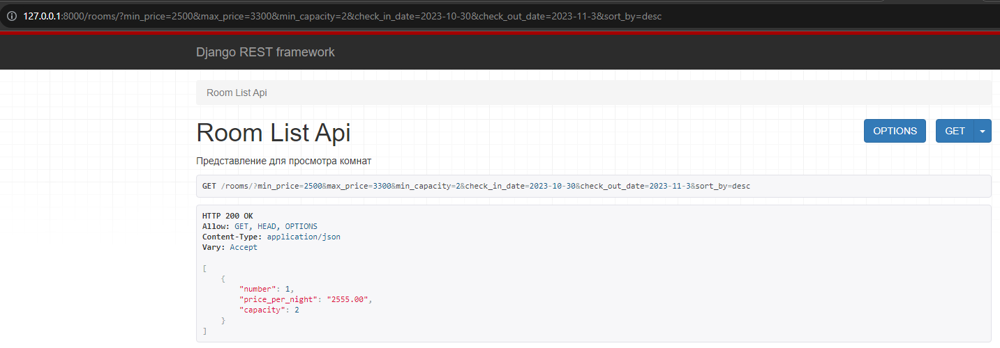 127.0.0.1:8000/rooms/?min_price=2500&max_price=3300&min_capacity=2&check_in_date=2023-10-30&check_out_date=2023-11-3&sort_by=desc
Django REST framework
Room List Api
Room List Api
OPTIONS GET
Представление для просмотра комнат
GET /rooms/?min_price=2500&max_price=3300&min_capacity=2&check_in_date=2023-10-30&check_out_date=2023-11-3&sort_by=desc
HTTP 200 OK
Allow: GET, HEAD, OPTIONS
Content-Type: application/json
Vary: Accept
[
    {
        "number": 1,
        "price_per_night": "2555.00",
        "capacity": 2
    }
]